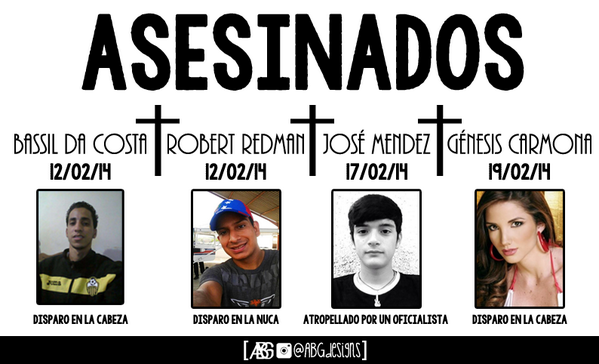 ASESINADOS
BASSIL DA COSTA ROBERT REDMAN JOSÉ MENDEZ GÉNESIS CARMONA
12/02/14 12/02/14 17/02/14 19/02/14
DISPARO EN LA CABEZA DISPARO EN LA NUCA ATROPELLADO POR UN OFICIALISTA DISPARO EN LA CABEZA
[ABG @ABGdesigns]